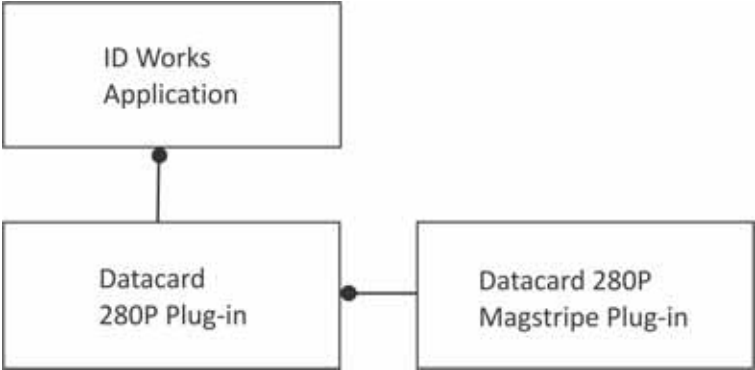 ID Works
Application
Datacard
280P Plug-in
Datacard 280P
Magstripe Plug-in